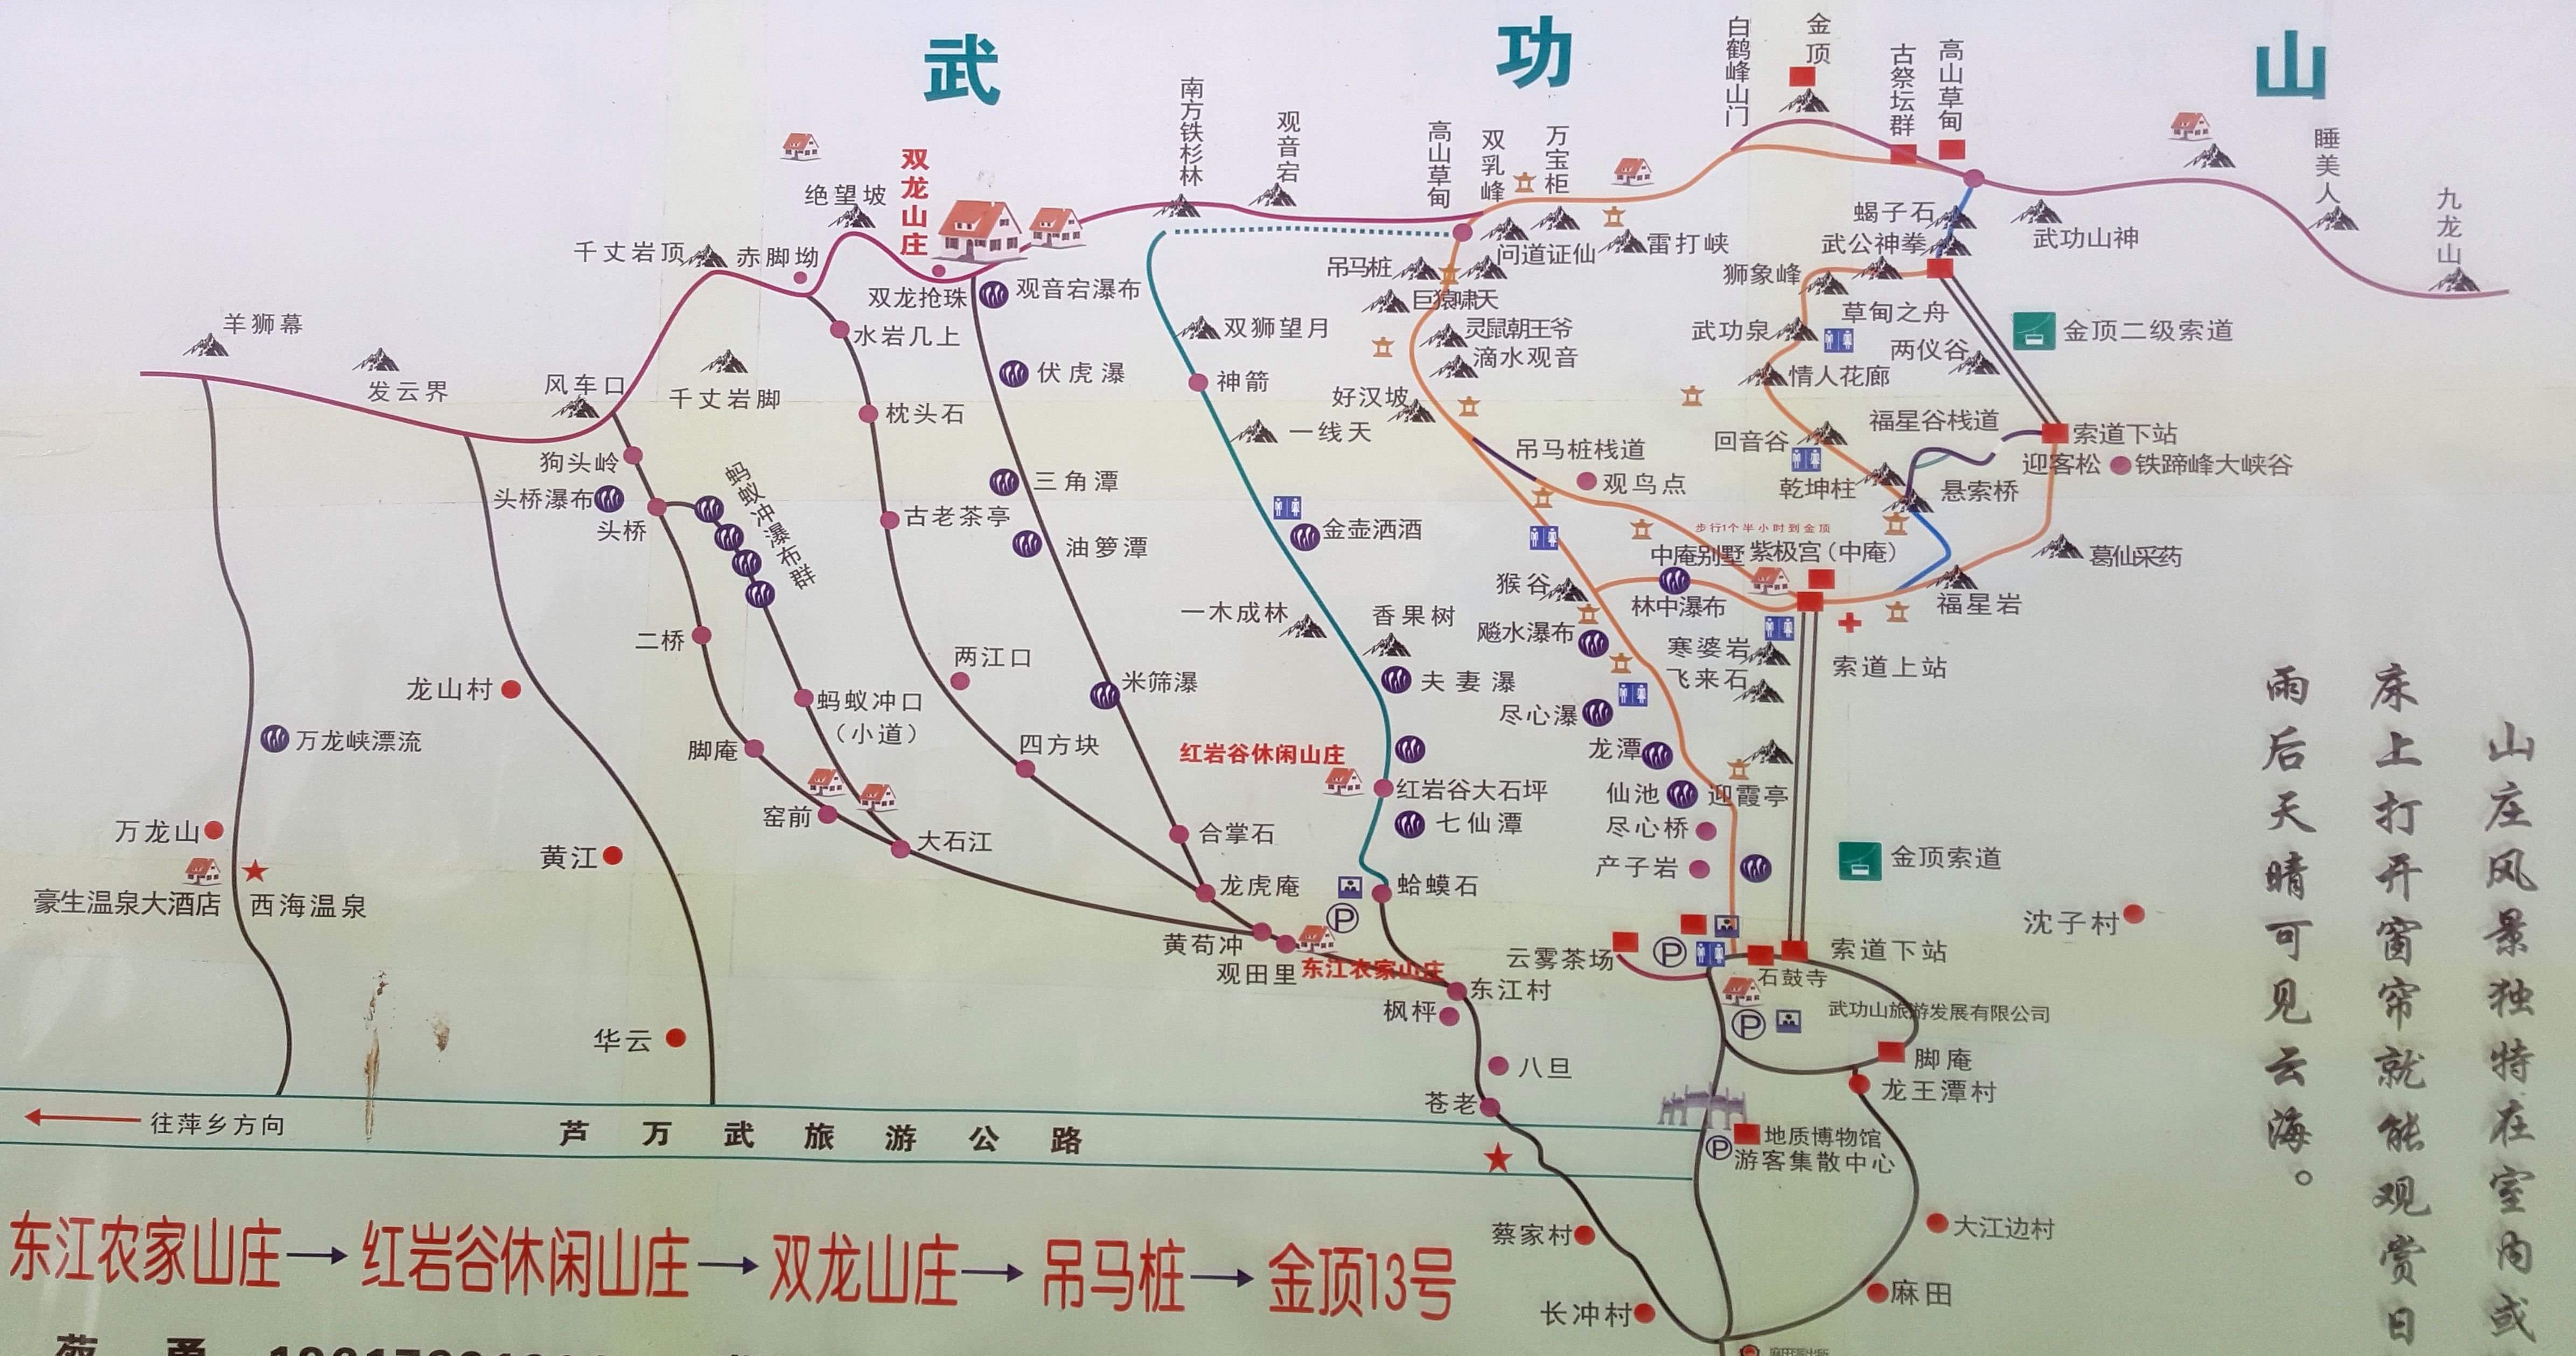 武功山
白鹤峰山门
金顶
古祭坛群
高山草甸
睡美人
九龙山
南方铁杉林
观音宕
高山草甸
双乳峰
万宝柜
双龙山庄
绝望坡
千丈岩顶
赤脚坳
双龙抢珠
观音宕瀑布
问道证仙
雷打峡
蝎子石
武公神拳
武功山神
吊马桩
巨猿啸天
狮象峰
草甸之舟
金顶二级索道
羊狮幕
发云界
风车口
千丈岩脚
水岩几上
伏虎瀑
双狮望月
灵鼠朝王爷
滴水观音
武功泉
两仪谷
神箭
好汉坡
情人花廊
枕头石
一线天
福星谷栈道
索道下站
狗头岭
回音谷
吊马桩栈道
迎客松
铁蹄峰大峡谷
头桥瀑布
头桥
蚂蚁冲瀑布群
三角潭
观鸟点
乾坤柱
悬索桥
古老茶亭
油箩潭
金壶洒酒
步行1个半小时到金顶
中庵别墅
紫极宫（中庵）
葛仙采药
猴谷
林中瀑布
福星岩
一木成林
香果树
飚水瀑布
寒婆岩
飞来石
索道上站
二桥
两江口
米筛瀑
夫妻瀑
龙山村
蚂蚁冲口
（小道）
尽心瀑
万龙峡漂流
脚庵
四方块
红岩谷休闲山庄
龙潭
红岩谷大石坪
仙池
迎霞亭
窑前
七仙潭
尽心桥
万龙山
大石江
合掌石
黄江
产子岩
金顶索道
豪生温泉大酒店
西海温泉
龙虎庵
蛤蟆石
沈子村
黄苟冲
观田里
东江农家山庄
云雾茶场
索道下站
石鼓寺
东江村
枫枰
武功山旅游发展有限公司
华云
八旦
脚庵
龙王潭村
苍老
往萍乡方向
芦万武旅游公路
地质博物馆
游客集散中心
蔡家村
大江边村
长冲村
麻田
山庄风景独特在室内或
床上打开窗帘就能观赏日
雨后天晴可见云海。
东江农家山庄→红岩谷休闲山庄→双龙山庄→吊马桩→金顶13号